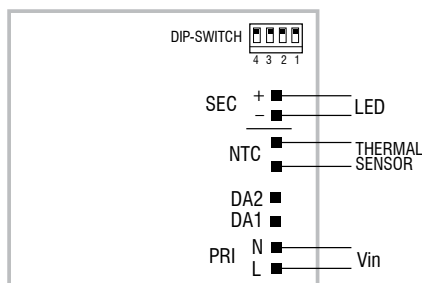 DIP-SWITCH
4 3 2 1
SEC + LED
−
NTC THERMAL
SENSOR
DA2
DA1
PRI N Vin
L